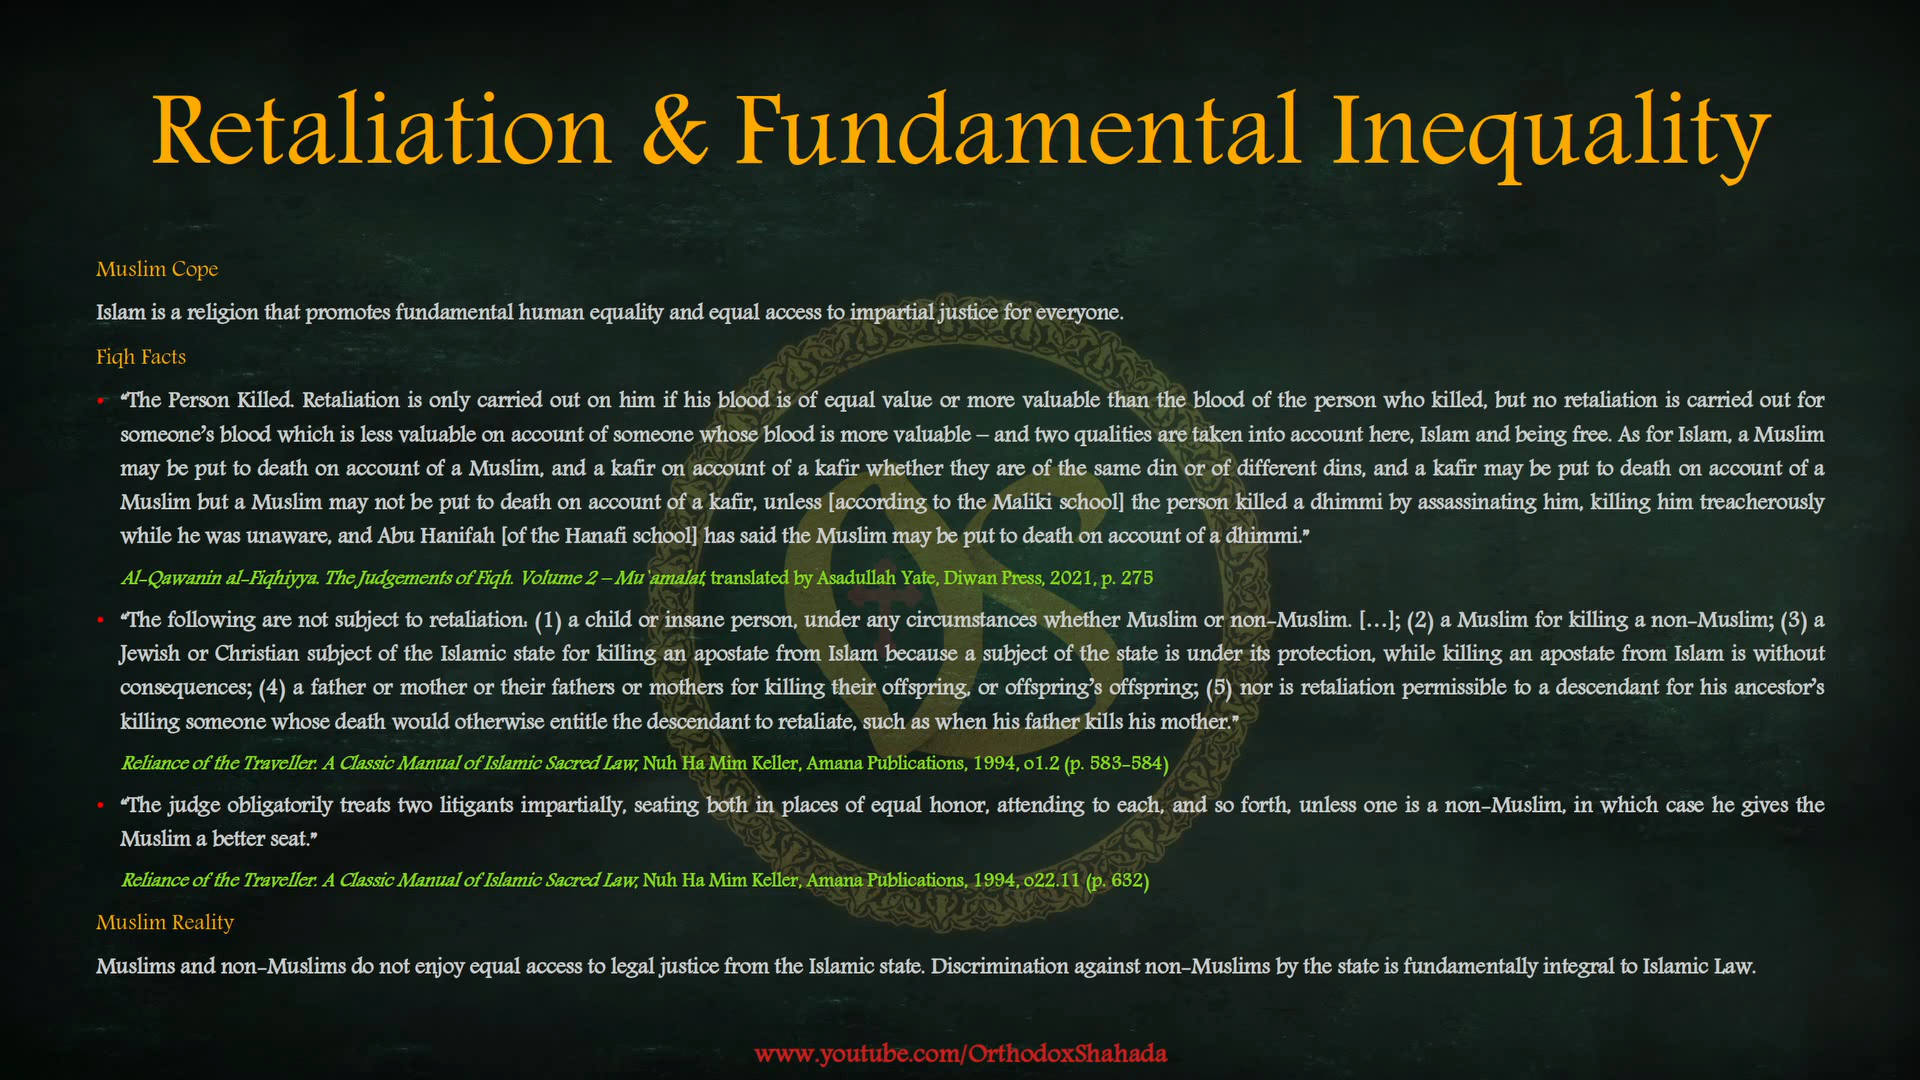 Retaliation & Fundamental Inequality
Muslim Cope
Islam is a religion that promotes fundamental human equality and equal access to impartial justice for everyone.
Fiqh Facts
• “The Person Killed. Retaliation is only carried out on him if his blood is of equal value or more valuable than the blood of the person who killed, but no retaliation is carried out for
someone’s blood which is less valuable on account of someone whose blood is more valuable – and two qualities are taken into account here, Islam and being free. As for Islam, a Muslim
may be put to death on account of a Muslim, and a kafir on account of a kafir whether they are of the same din or of different dins, and a kafir may be put to death on account of a
Muslim but a Muslim may not be put to death on account of a kafir, unless [according to the Maliki school] the person killed a dhimmi by assassinating him, killing him treacherously
while he was unaware, and Abu Hanifah [of the Hanafi school] has said the Muslim may be put to death on account of a dhimmi.”
Al-Qawanin al-Fiqhiyya. The Judgements of Fiqh. Volume 2 – Mu`amalat, translated by Asadullah Yate, Diwan Press, 2021, p. 275
• “The following are not subject to retaliation: (1) a child or insane person, under any circumstances whether Muslim or non-Muslim. […]; (2) a Muslim for killing a non-Muslim; (3) a
Jewish or Christian subject of the Islamic state for killing an apostate from Islam because a subject of the state is under its protection, while killing an apostate from Islam is without
consequences; (4) a father or mother or their fathers or mothers for killing their offspring, or offspring’s offspring; (5) nor is retaliation permissible to a descendant for his ancestor’s
killing someone whose death would otherwise entitle the descendant to retaliate, such as when his father kills his mother.”
Reliance of the Traveller. A Classic Manual of Islamic Sacred Law, Nuh Ha Mim Keller, Amana Publications, 1994, o1.2 (p. 583-584)
• “The judge obligatorily treats two litigants impartially, seating both in places of equal honor, attending to each, and so forth, unless one is a non-Muslim, in which case he gives the
Muslim a better seat.”
Reliance of the Traveller. A Classic Manual of Islamic Sacred Law, Nuh Ha Mim Keller, Amana Publications, 1994, o22.11 (p. 632)
Muslim Reality
Muslims and non-Muslims do not enjoy equal access to legal justice from the Islamic state. Discrimination against non-Muslims by the state is fundamentally integral to Islamic Law.
www.youtube.com/OrthodoxShahada